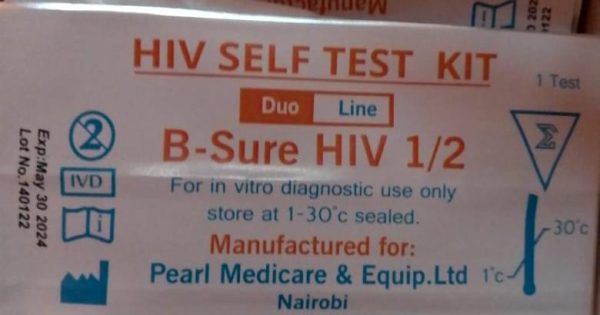 HIV SELF TEST KIT
1 Test
Duo Line
B-Sure HIV 1/2
For in vitro diagnostic use only
store at 1-30°c sealed.
Manufactured for:
Pearl Medicare & Equip.Ltd
Nairobi
30°c
1°c
Exp:May 30 2024
Lot No.140122
2
IVD
i
Σ